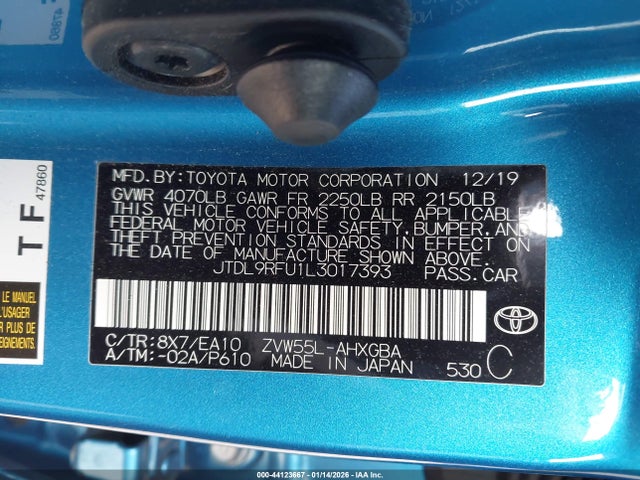 47860
T F
LE MANUEL
D'USAGER
MFD.BY:TOYOTA MOTOR CORPORATION 12/19
GVWR 4070LB GAWR FR 2250LB RR 2150LB
THIS VEHICLE CONFORMS TO ALL APPLICABLE
FEDERAL MOTOR VEHICLE SAFETY,BUMPER,AND
THEFT PREVENTION STANDARDS IN EFFECT ON
THE DATE OF MANUFACTURE SHOWN ABOVE.
JTDL9RFU1L3017393 PASS.CAR
TOYOTA
C/TR:8X7/EA10 ZVW55L-AHXGBA
A/TM:-02A/P610 MADE IN JAPAN 530 C
000-44123667 - 01/14/2026 - IAAI.CA